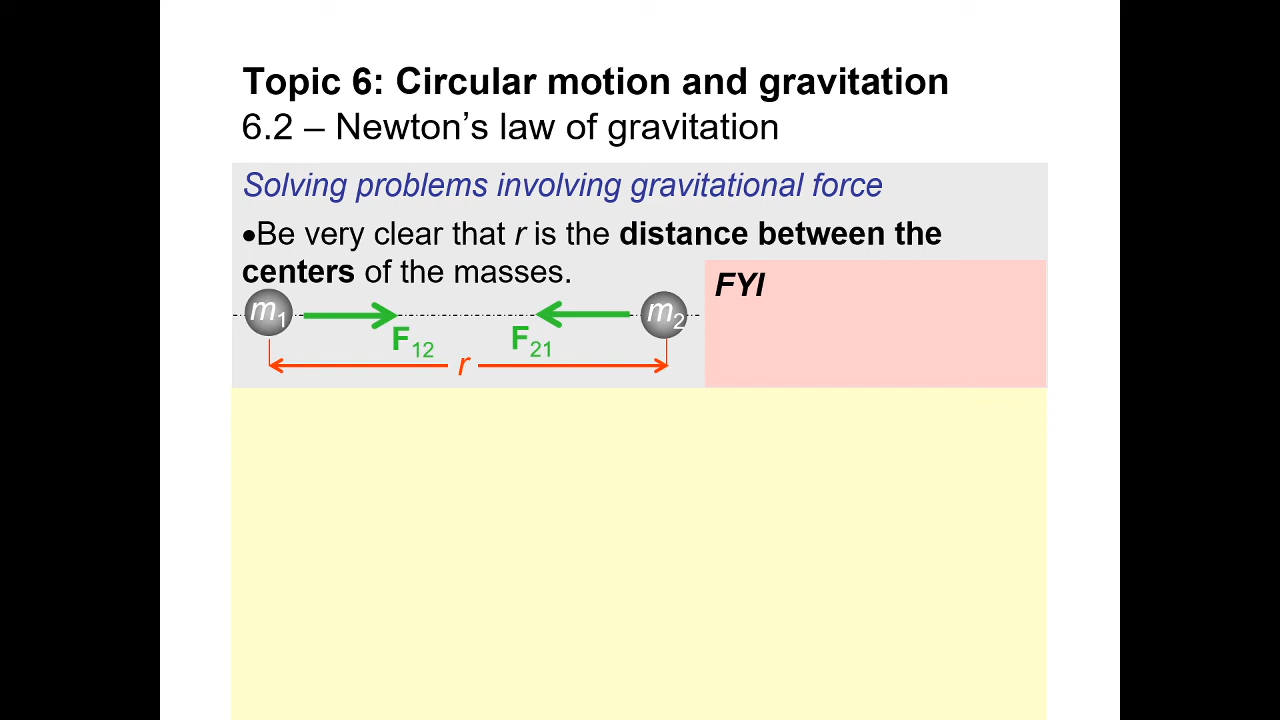 Topic 6: Circular motion and gravitation
6.2 – Newton’s law of gravitation
Solving problems involving gravitational force
•Be very clear that r is the distance between the
centers of the masses.
FYI
m1
m2
F12
F21
r